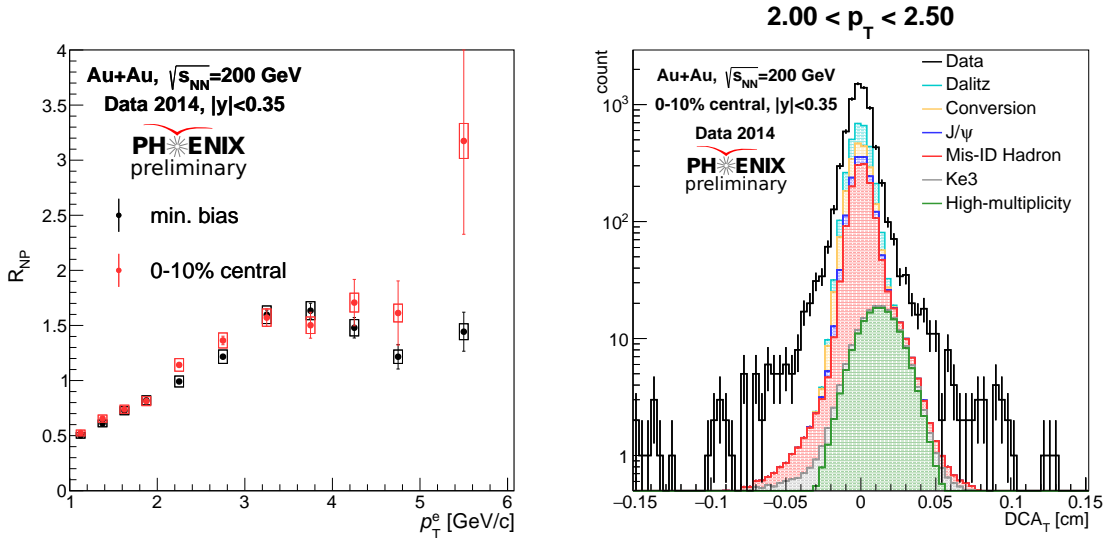 4
3.5
3
2.5
2
1.5
1
0.5
0
R_NP
Au+Au, √s_NN=200 GeV
Data 2014, |y|<0.35
PH ENIX
preliminary
min. bias
0-10% central
1 2 3 4 5 6
p_T^e [GeV/c]
2.00 < p_T < 2.50
count
10^3
10^2
10
1
Au+Au, √s_NN=200 GeV
0-10% central, |y|<0.35
Data 2014
PH ENIX
preliminary
Data
Dalitz
Conversion
J/ψ
Mis-ID Hadron
Ke3
High-multiplicity
−0.15 −0.1 −0.05 0 0.05 0.1 0.15
DCA_T [cm]